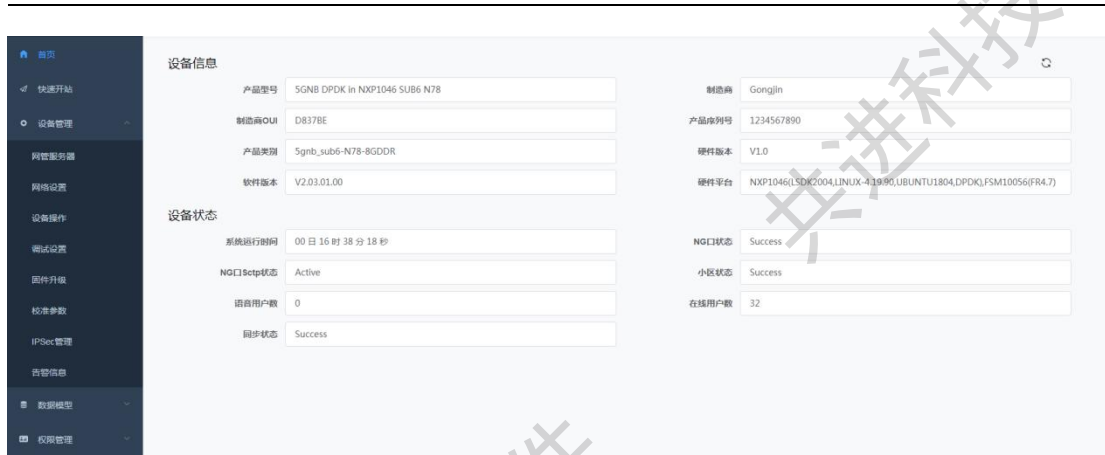 首页
快速开站
设备管理
网管服务器
网络设置
设备操作
调试设置
固件升级
校准参数
IPSec管理
告警信息
数据模型
权限管理
设备信息
产品型号 5GNB DPDK in NXP1046 SUB6 N78 制造商 Gongjin
制造商OUI D837BE 产品序列号 1234567890
产品类别 5gnb_sub6-N78-8GDDR 硬件版本 V1.0
软件版本 V2.03.01.00 硬件平台 NXP1046(LSDK2004,LINUX-4.19.90,UBUNTU1804,DPDK),FSM10056(FR4.7)
设备状态
系统运行时间 00 日 16 时 38 分 18 秒 NG口状态 Success
NG口Sctp状态 Active 小区状态 Success
语音用户数 0 在线用户数 32
同步状态 Success
共进科技
件